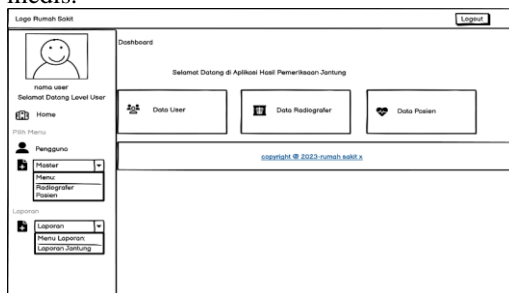 medis.
Logo Rumah Sakit
Logout
nama user
Selamat Datang Level User
Home
Pilih Menu
Pengguna
Master
Menu:
Radiografer
Pasien
Laporan
Laporan
Menu Laporan:
Laporan Jantung
Dashboard
Selamat Datang di Aplikasi Hasil Pemeriksaan Jantung
Data User
Data Radiografer
Data Pasien
copyright @ 2023-rumah sakit x